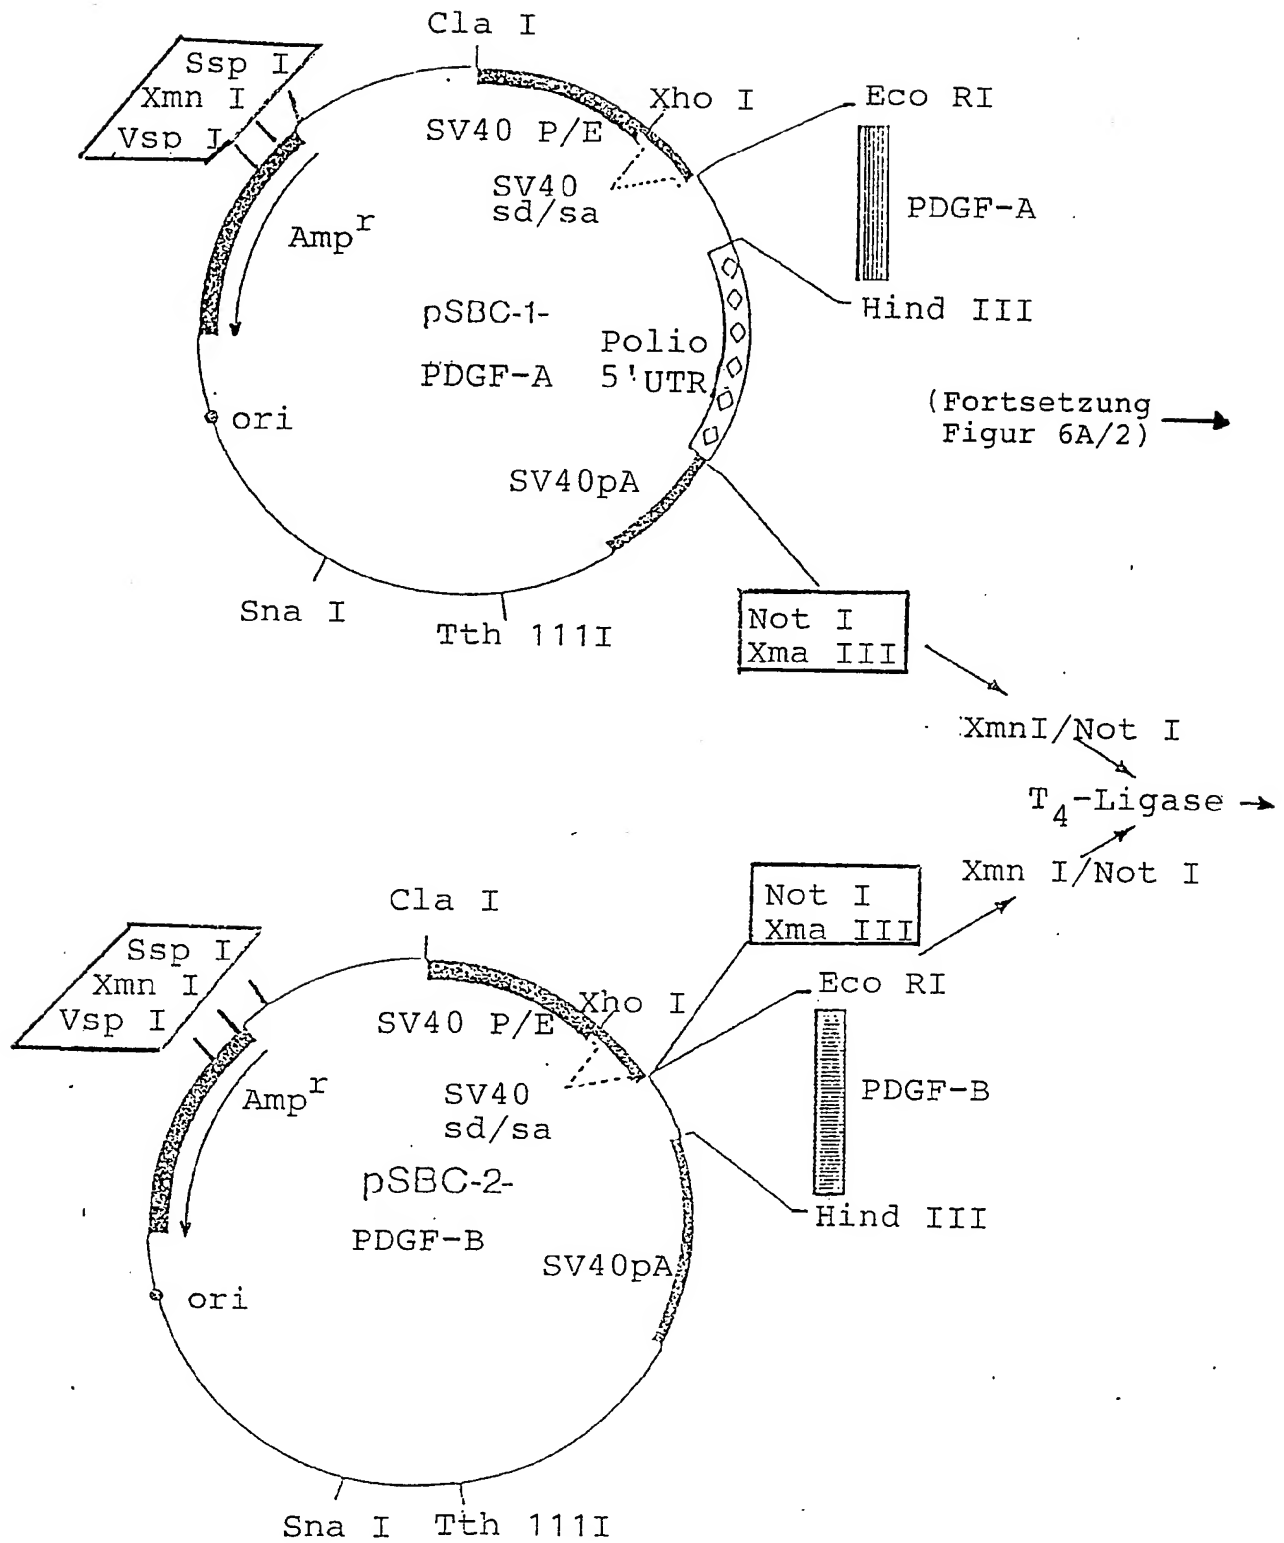 Cla I
Ssp I
Xmn I
Vsp I
Xho I
Eco RI
SV40 P/E
SV40
sd/sa
PDGF-A
Amp^r
Hind III
pSBC-1-
PDGF-A
Polio
5'UTR
(Fortsetzung
Figur 6A/2)
ori
SV40pA
Sna I
Tth 111I
Not I
Xma III
XmnI/Not I
T4-Ligase
Xmn I/Not I
Not I
Xma III
Cla I
Ssp I
Xmn I
Vsp I
Xho I
Eco RI
SV40 P/E
SV40
sd/sa
PDGF-B
Amp^r
pSBC-2-
PDGF-B
Hind III
SV40pA
ori
Sna I
Tth 111I